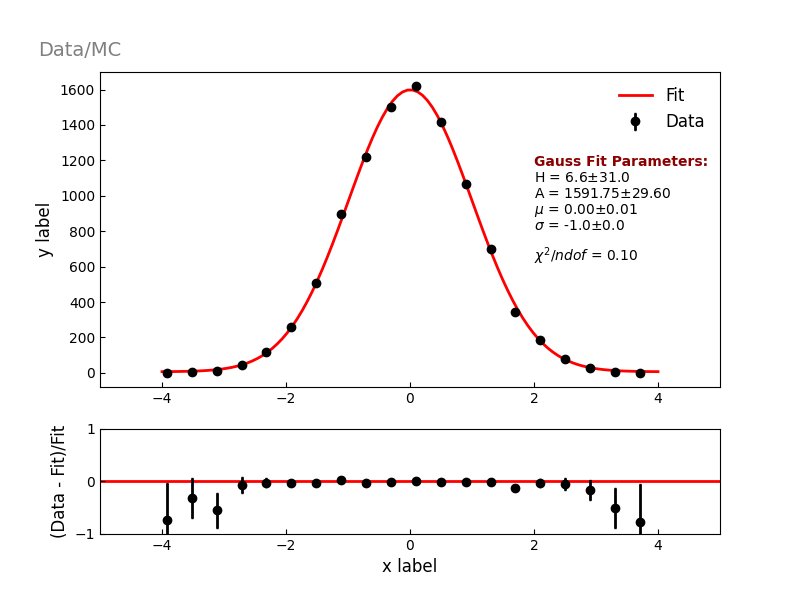 Data/MC
1600
1400
1200
1000
800
600
400
200
0
y label
Fit
Data
Gauss Fit Parameters:
H = 6.6±31.0
A = 1591.75±29.60
μ = 0.00±0.01
σ = -1.0±0.0
χ²/ndof = 0.10
−4 −2 0 2 4
1
0
−1
(Data - Fit)/Fit
−4 −2 0 2 4
x label